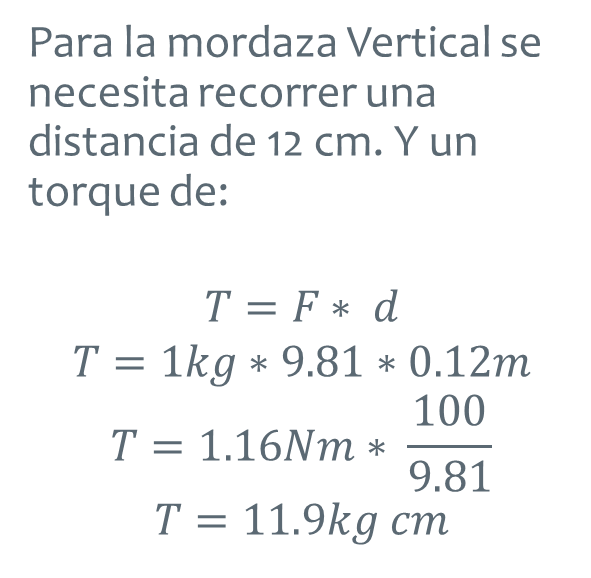 Para la mordaza Vertical se
necesita recorrer una
distancia de 12 cm. Y un
torque de:
T = F ∗ d
T = 1kg ∗ 9.81 ∗ 0.12m
T = 1.16Nm ∗ 100/9.81
T = 11.9kg cm